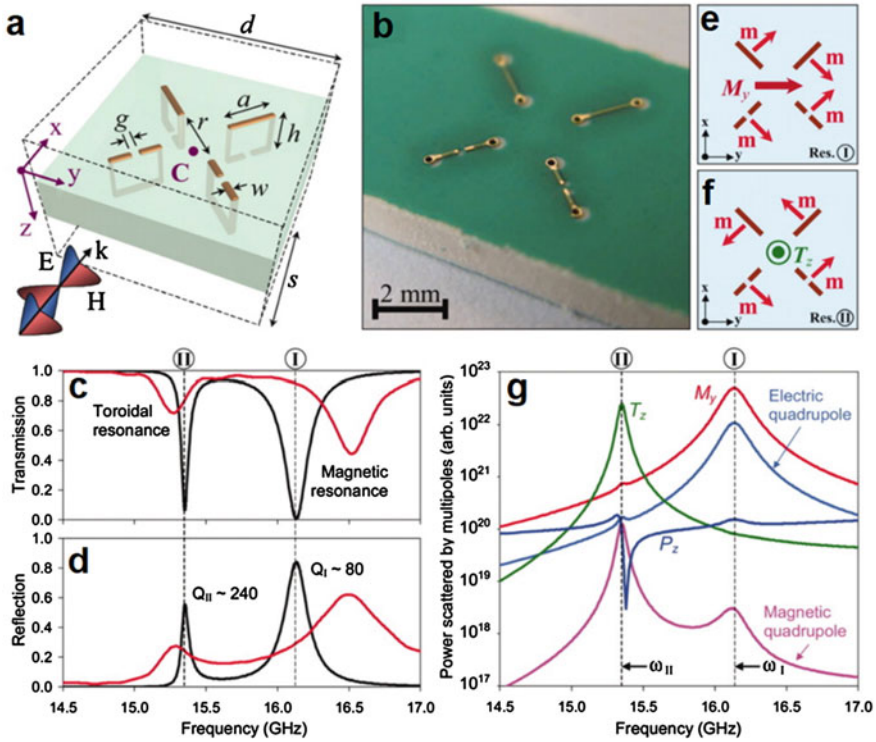 a
d
a
g
r
h
C
w
x
y
z
E
k
H
s
b
2 mm
e
m
m
M_y
m
m
x
y
Res. Ⓘ
f
m
m
T_z
m
m
x
y
Res. Ⓘⓘ
c
II
I
Transmission
1.0
0.8
0.6
0.4
0.2
0.0
Toroidal
resonance
Magnetic
resonance
d
Reflection
1.0
0.8
0.6
0.4
0.2
0.0
Q_II ~ 240
Q_I ~ 80
14.5
15.0
15.5
16.0
16.5
17.0
Frequency (GHz)
g
II
I
Power scattered by multipoles (arb. units)
10^23
10^22
10^21
10^20
10^19
10^18
10^17
T_z
M_y
Electric
quadrupole
P_z
Magnetic
quadrupole
ω_II
ω_I
14.5
15.0
15.5
16.0
16.5
17.0
Frequency (GHz)